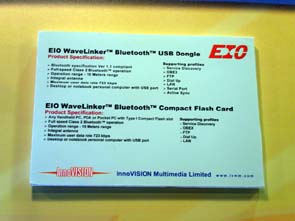 EIO WaveLinker™ Bluetooth™ USB Dongle
EIO
Product Specification:
Supporting profiles
- Bluetooth specification Ver 1.1 compliant
- Full-speed Class 2 Bluetooth™ operation
- Operation range - 10 Meters range
- Integral antenna
- Maximum user data rate 723 kbps
- Desktop or notebook personal computer with USB port
- Service Discovery
- OBEX
- FTP
- Dial Up
- LAN
- Serial Port
- Active Sync
EIO WaveLinker™ Bluetooth™ Compact Flash Card
Product Specification:
Supporting profiles
- Any Handheld PC, PDA or Pocket PC with Type I Compact Flash slot
- Full speed Class 2 Bluetooth™ operation
- Operation range - 10 Meters range
- Integral antenna
- Maximum user data rate 723 kbps
- Desktop or notebook personal computer with USB port
- Service Discovery
- OBEX
- FTP
- Dial Up
- LAN
InnoVISION
InnoVISION Multimedia Limited